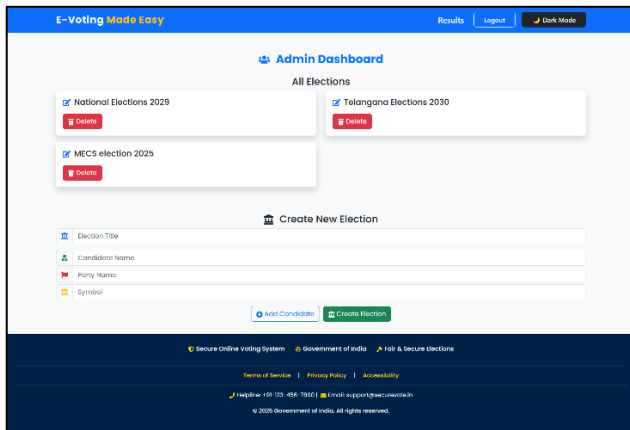 E-Voting Made Easy
Results Logout Dark Mode
Admin Dashboard
All Elections
National Elections 2029
Delete
Telangana Elections 2030
Delete
MECS election 2025
Delete
Create New Election
Election Title
Candidate Name
Party Name
Symbol
Add Candidate Create Election
Secure Online Voting System Government of India Fair & Secure Elections
Terms of Service | Privacy Policy | Accessibility
Helpline: +91-123-456-7890 | Email: support@securevote.in
© 2025 Government of India. All rights reserved.